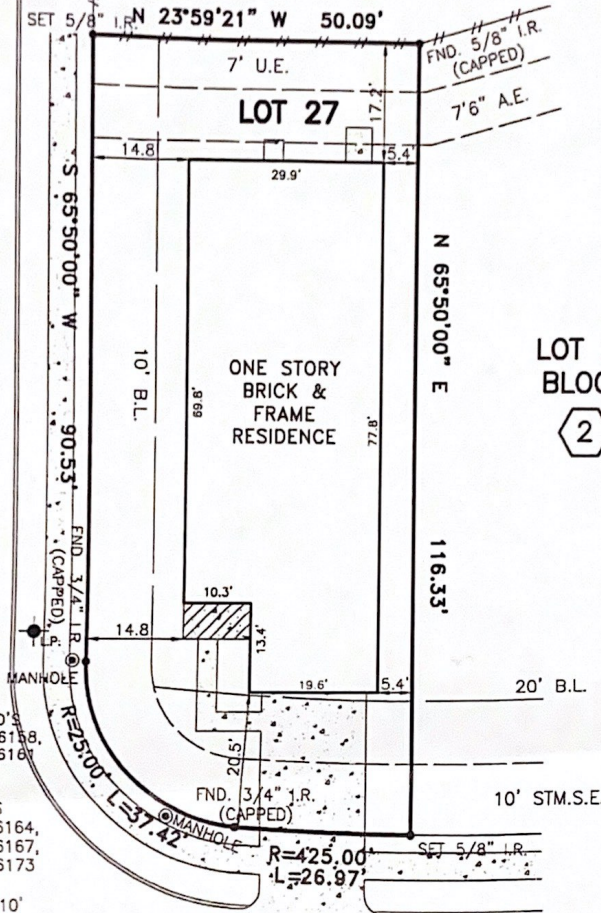 SET 5/8" I.R.
N 23°59'21" W 50.09'
FND. 5/8" I.R.
(CAPPED)
7' U.E.
17.2'
7'6" A.E.
LOT 27
14.8
5.4'
29.9'
S 65°50'00" W 90.53'
N 65°50'00" E 116.33'
10' B.L.
69.8'
ONE STORY
BRICK &
FRAME
RESIDENCE
77.8'
LOT
BLOC
2
FND. 3/4" I.R.
(CAPPED)
10.3'
14.8
13.4'
L.P.
MANHOLE
19.6'
5.4'
20' B.L.
20.5'
R=25.00' L=37.42'
FND. 3/4" I.R.
(CAPPED)
MANHOLE
10' STM.S.E.
SET 5/8" I.R.
R=425.00'
L=26.97'
6158,
6161
6164,
6167,
6173
10'